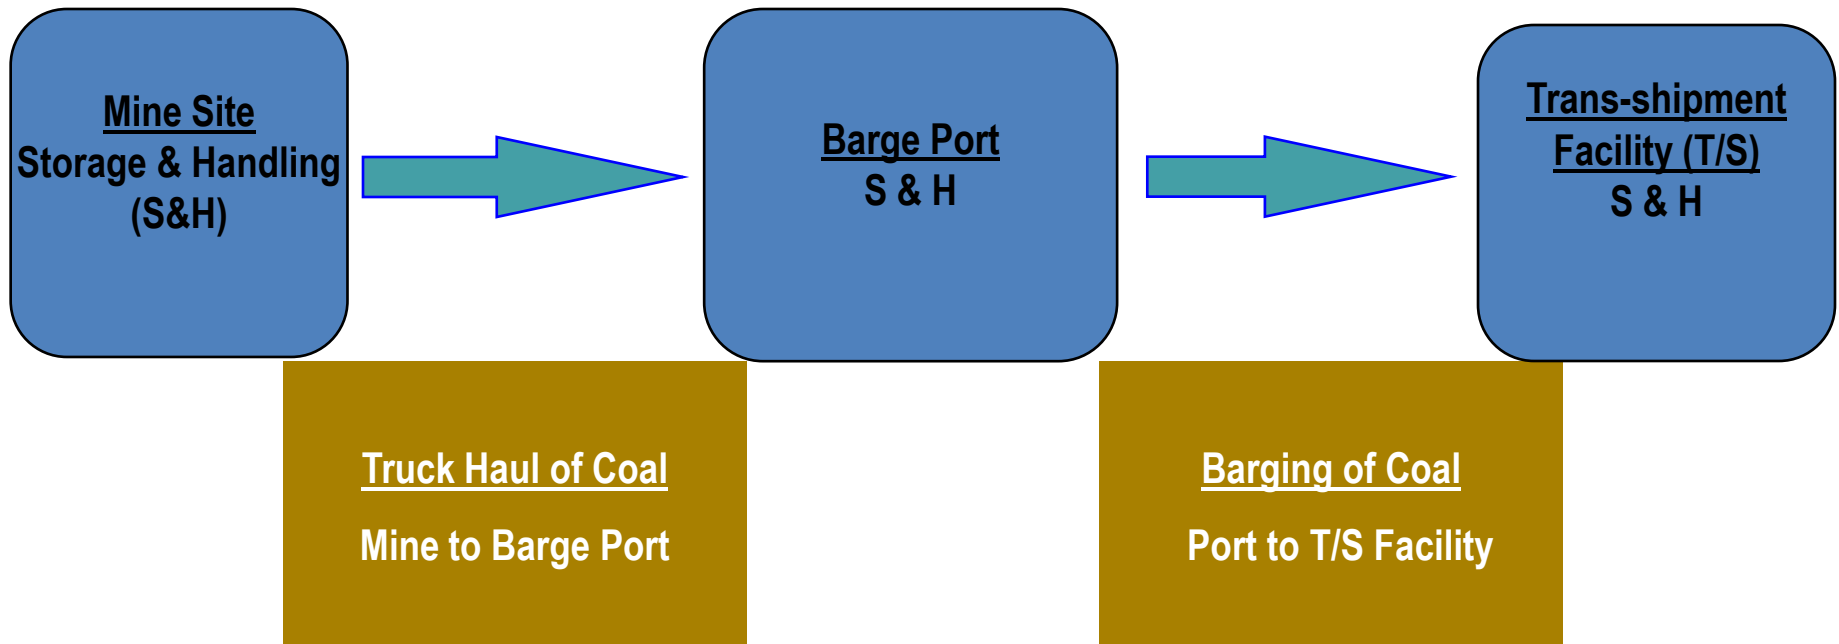 Mine Site
Storage & Handling
(S&H)
Barge Port
S & H
Trans-shipment
Facility (T/S)
S & H
Truck Haul of Coal
Mine to Barge Port
Barging of Coal
Port to T/S Facility